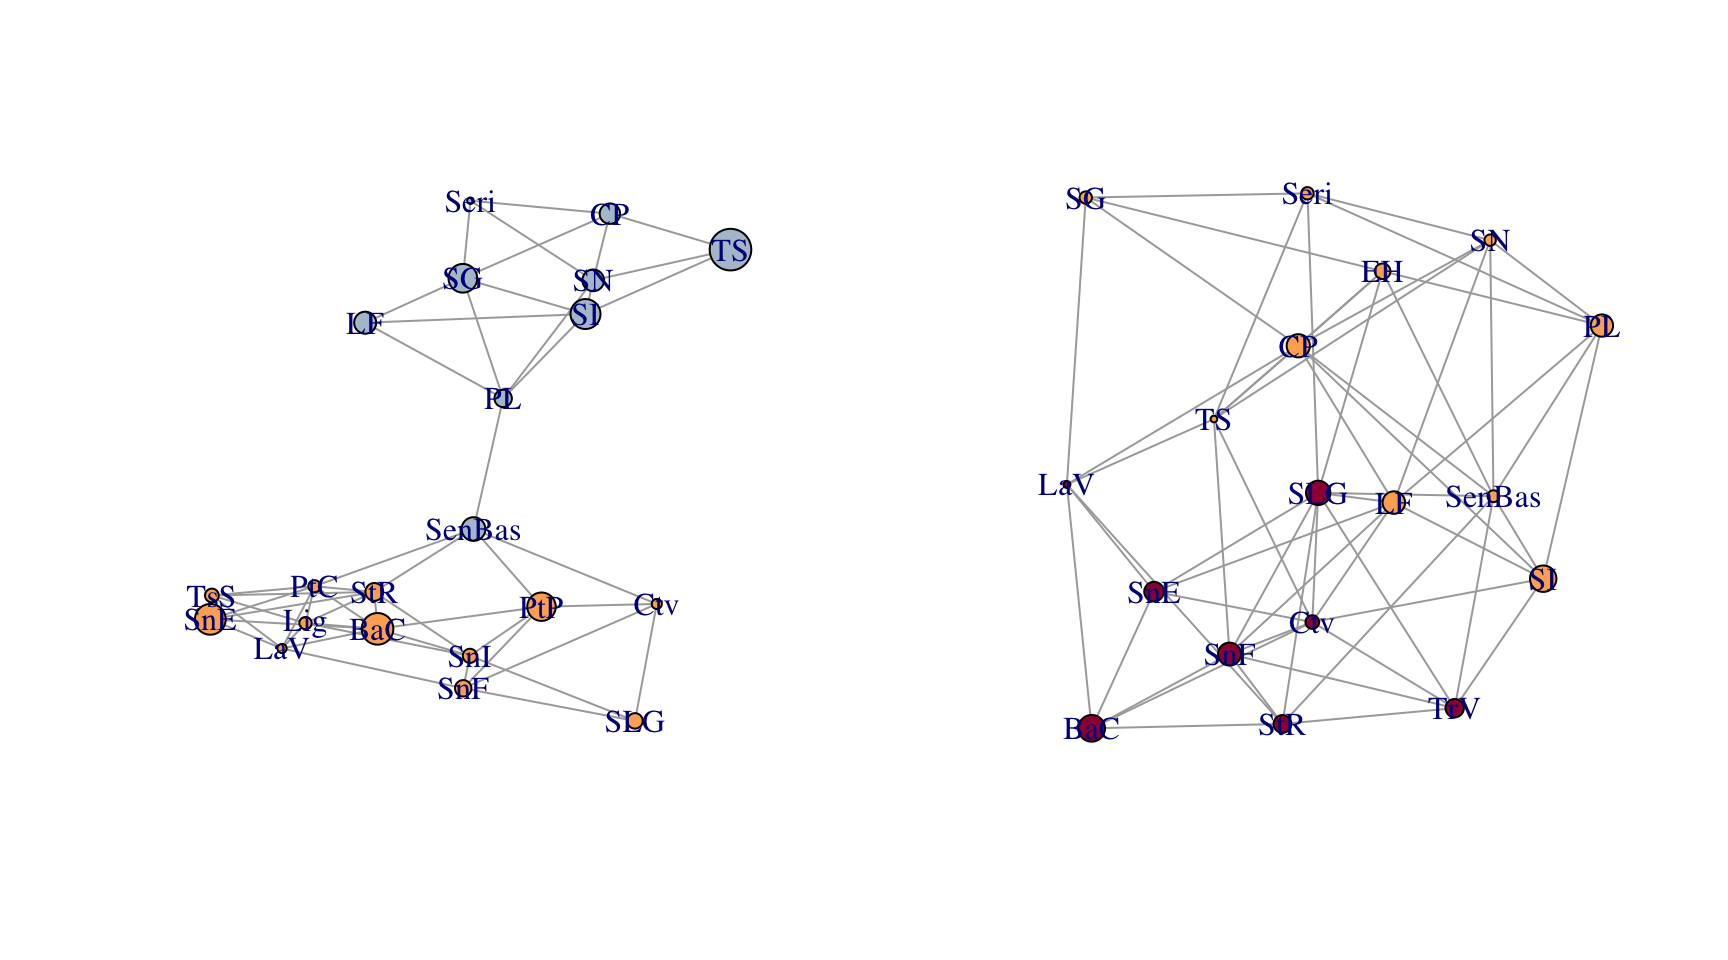 Seri
CP
TS
SG
SN
SI
LF
PL
SenBas
PtC
StR
TsS
PtP
Ctv
SnE
Lig
BaC
LaV
SnI
SnF
SLG
SG
Seri
SN
EH
PL
CP
TS
LaV
SLG
LF
SenBas
SI
SnE
Ctv
SnF
TrV
BaC
StR